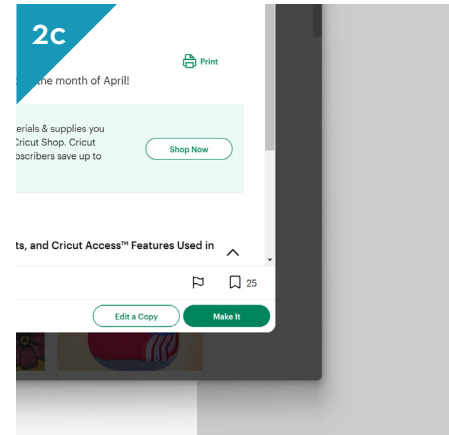 2c
Print
the month of April!
erials & supplies you
Cricut Shop. Cricut
bscribers save up to
Shop Now
ts, and Cricut Access™ Features Used in
25
Edit a Copy
Make It